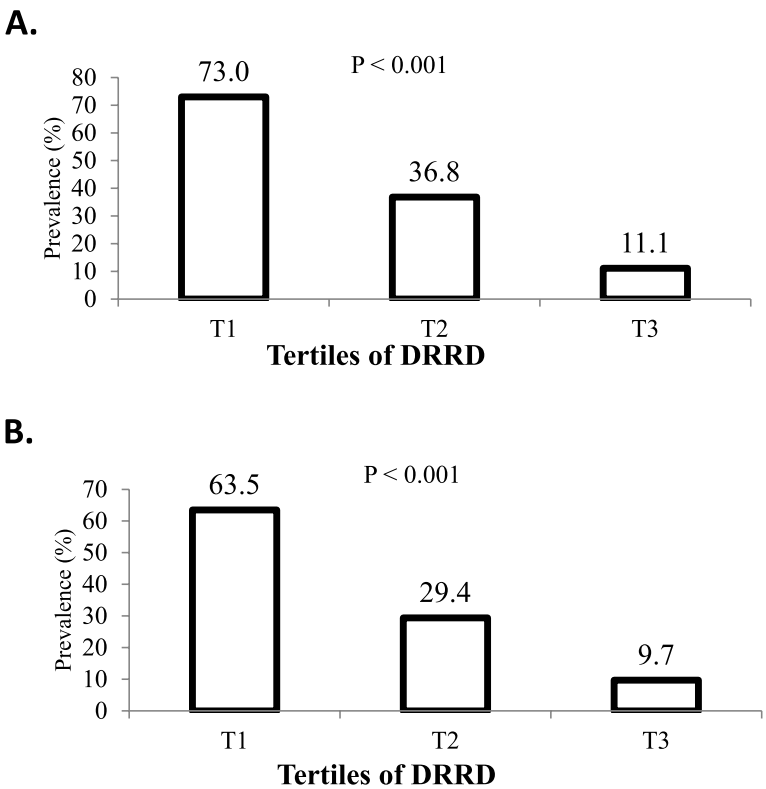 A.
P < 0.001
73.0
36.8
11.1
Prevalence (%)
80
70
60
50
40
30
20
10
0
T1 T2 T3
Tertiles of DRRD
B.
P < 0.001
63.5
29.4
9.7
Prevalence (%)
70
60
50
40
30
20
10
0
T1 T2 T3
Tertiles of DRRD